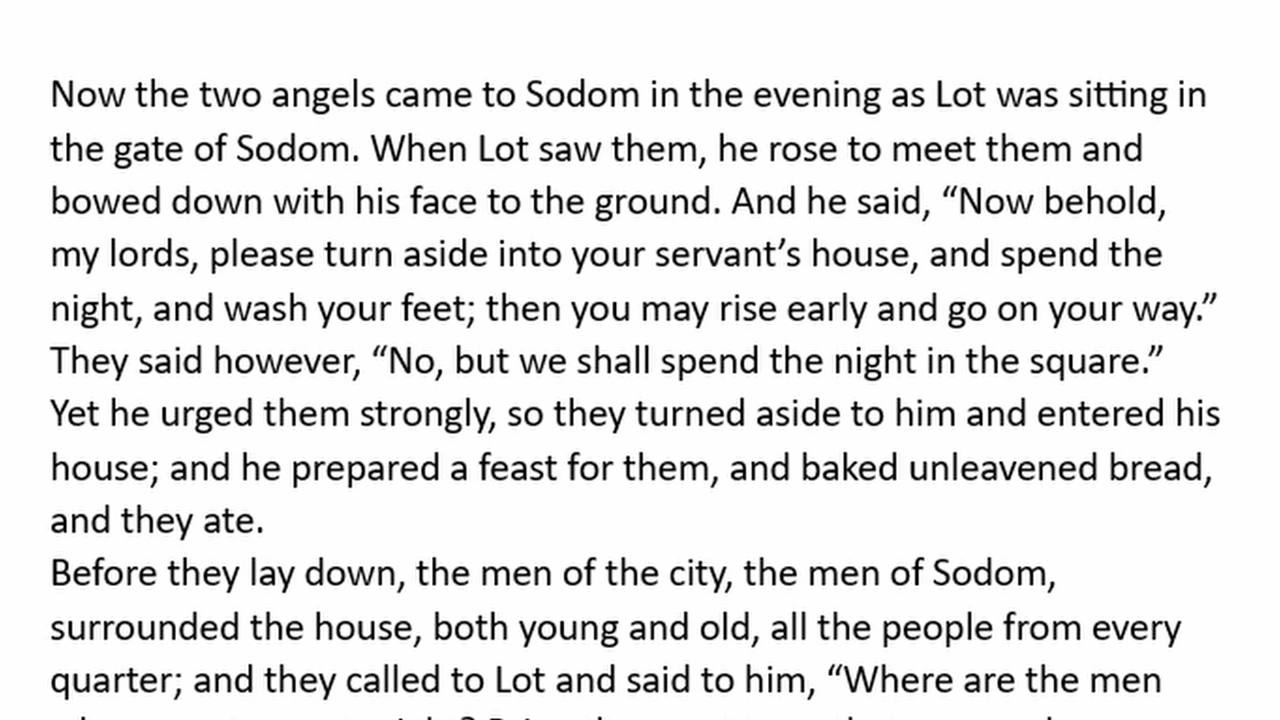 Now the two angels came to Sodom in the evening as Lot was sitting in
the gate of Sodom. When Lot saw them, he rose to meet them and
bowed down with his face to the ground. And he said, “Now behold,
my lords, please turn aside into your servant’s house, and spend the
night, and wash your feet; then you may rise early and go on your way.”
They said however, “No, but we shall spend the night in the square.”
Yet he urged them strongly, so they turned aside to him and entered his
house; and he prepared a feast for them, and baked unleavened bread,
and they ate.
Before they lay down, the men of the city, the men of Sodom,
surrounded the house, both young and old, all the people from every
quarter; and they called to Lot and said to him, “Where are the men